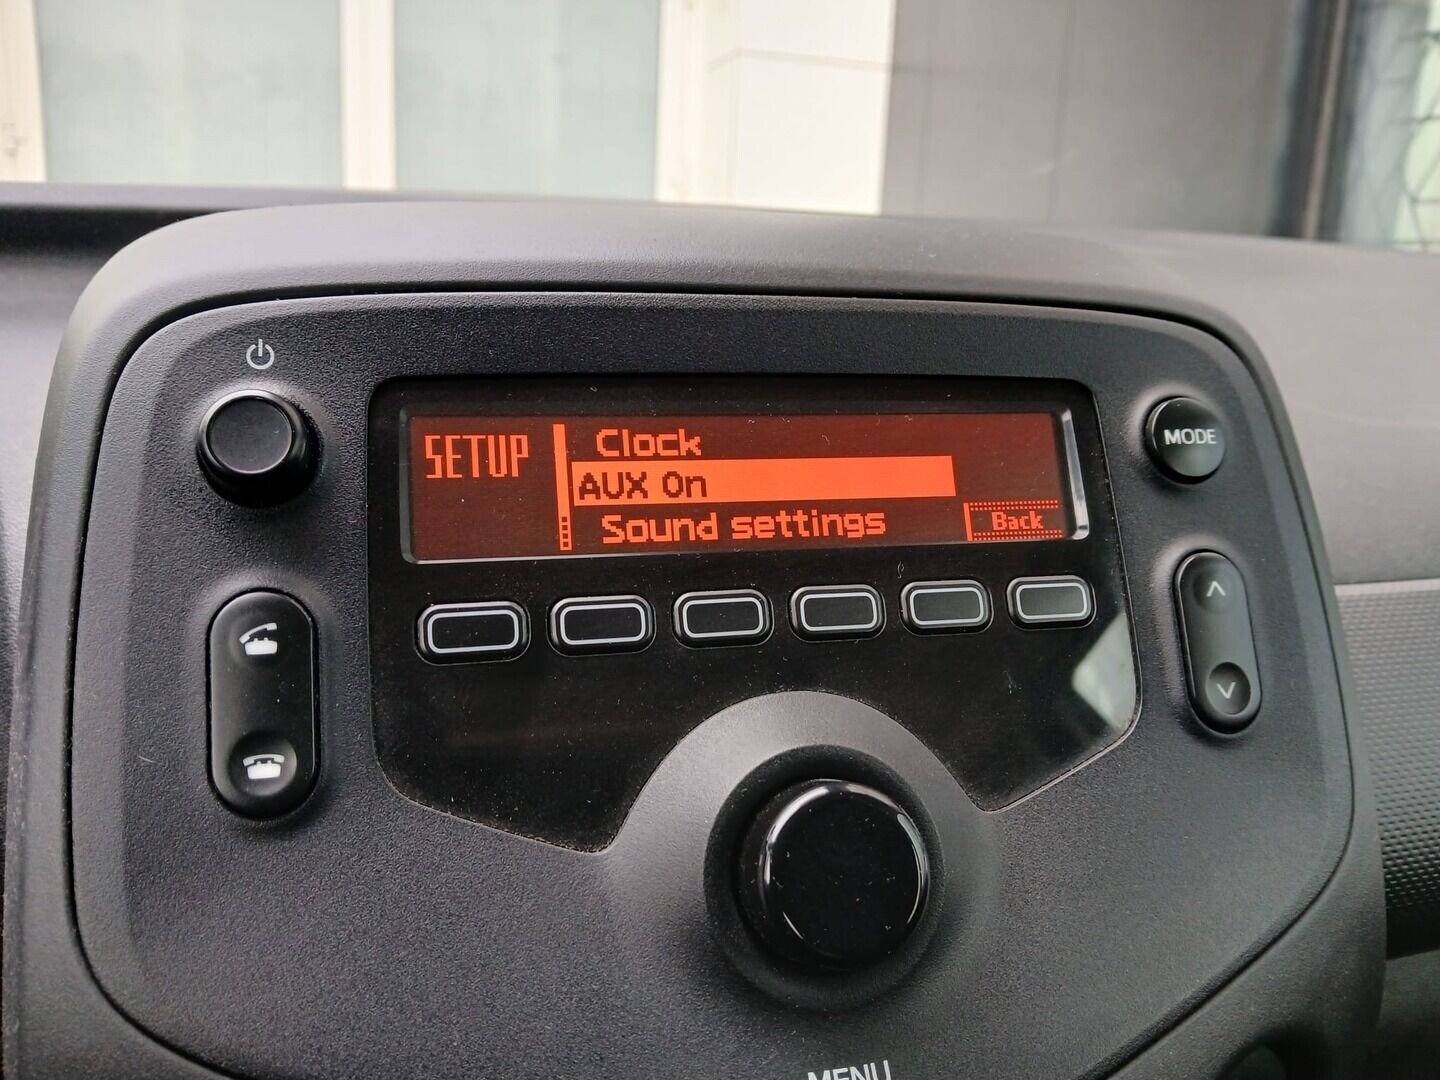 SETUP
Clock
AUX On
Sound settings
Back
MODE
MENU